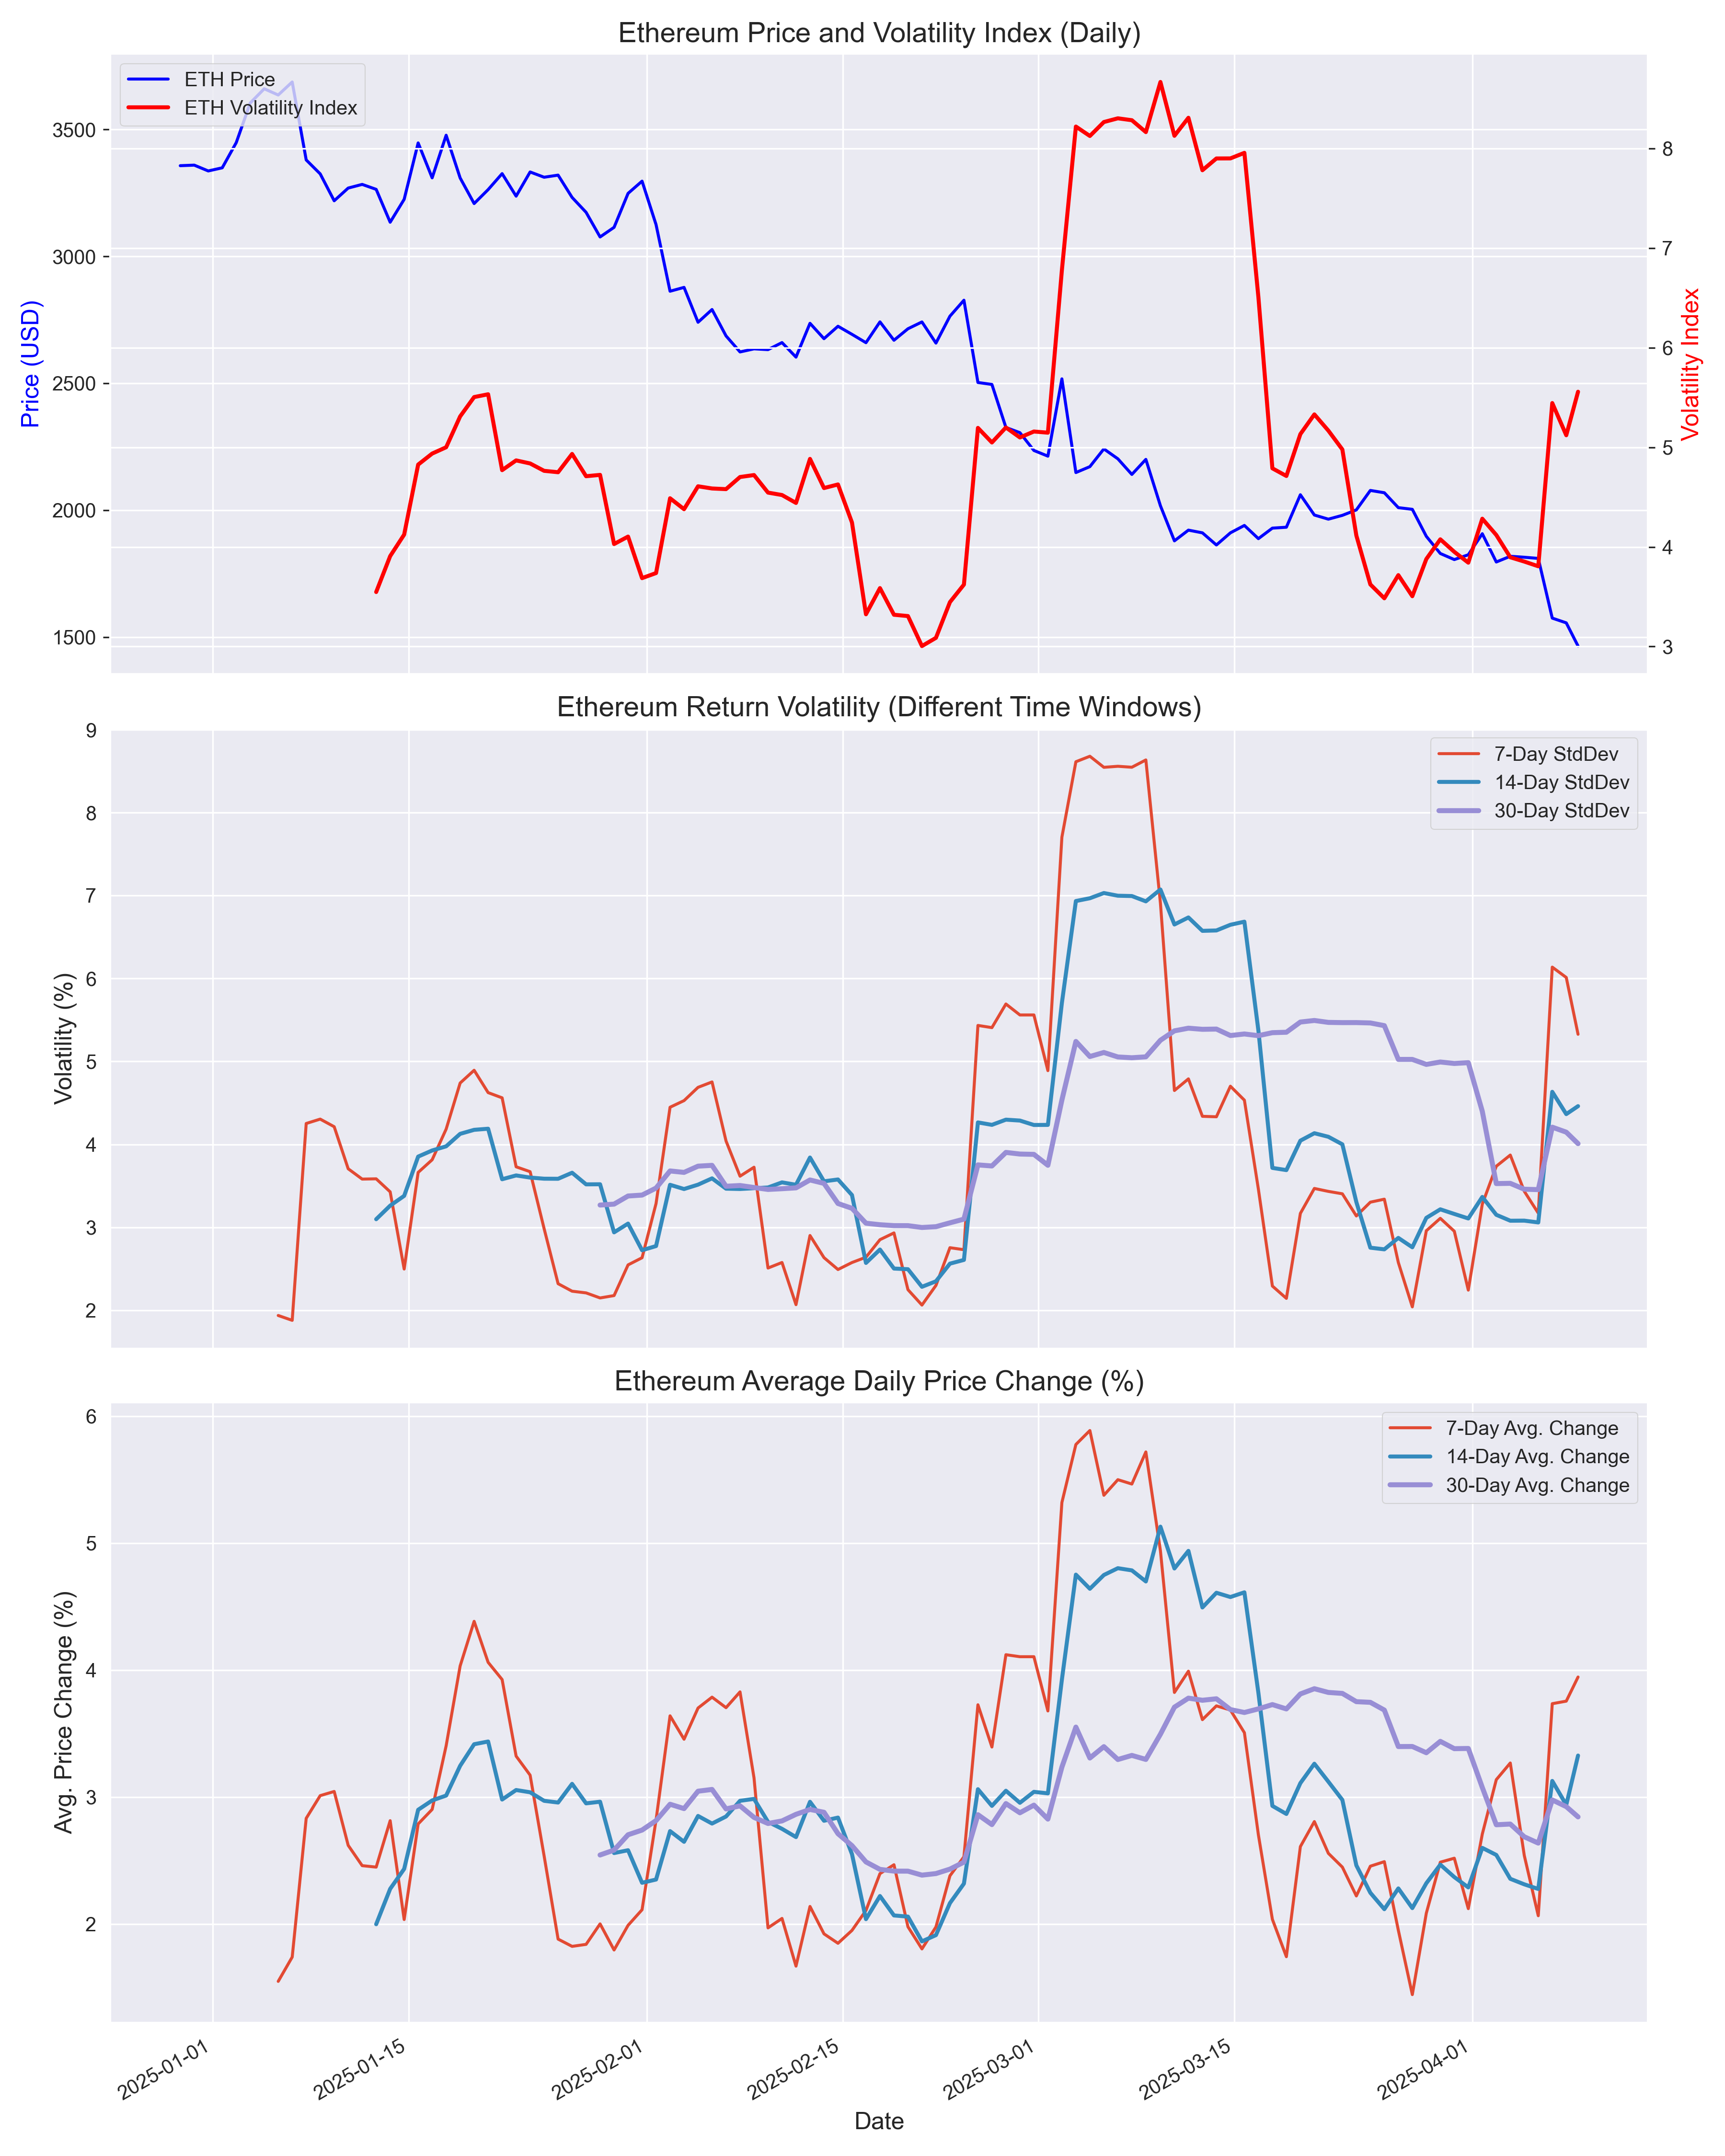 Ethereum Price and Volatility Index (Daily)
ETH Price
ETH Volatility Index
Price (USD)
3500
3000
2500
2000
1500
Volatility Index
8
7
6
5
4
3
Ethereum Return Volatility (Different Time Windows)
7-Day StdDev
14-Day StdDev
30-Day StdDev
Volatility (%)
9
8
7
6
5
4
3
2
Ethereum Average Daily Price Change (%)
7-Day Avg. Change
14-Day Avg. Change
30-Day Avg. Change
Avg. Price Change (%)
6
5
4
3
2
2025-01-01
2025-01-15
2025-02-01
2025-02-15
2025-03-01
2025-03-15
2025-04-01
Date